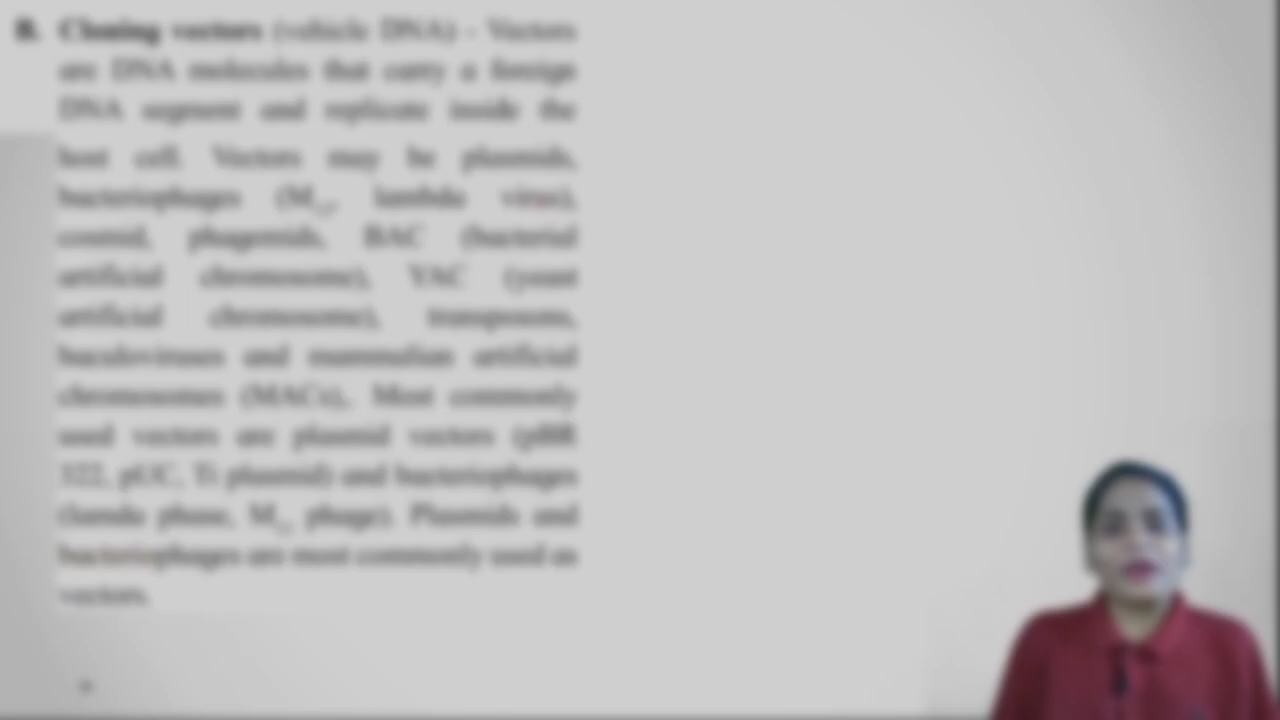 B. Cloning vectors (vehicle DNA) - Vectors
are DNA molecules that carry a foreign
DNA segment and replicate inside the
host cell. Vectors may be plasmids,
bacteriophages (M13, lambda virus),
cosmid, phagemids, BAC (bacterial
artificial chromosome), YAC (yeast
artificial chromosome), transposons,
baculoviruses and mammalian artificial
chromosomes (MACs),. Most commonly
used vectors are plasmid vectors (pBR
322, pUC, Ti plasmid) and bacteriophages
(lamda phase, M13 phage). Plasmids and
bacteriophages are most commonly used as
vectors.